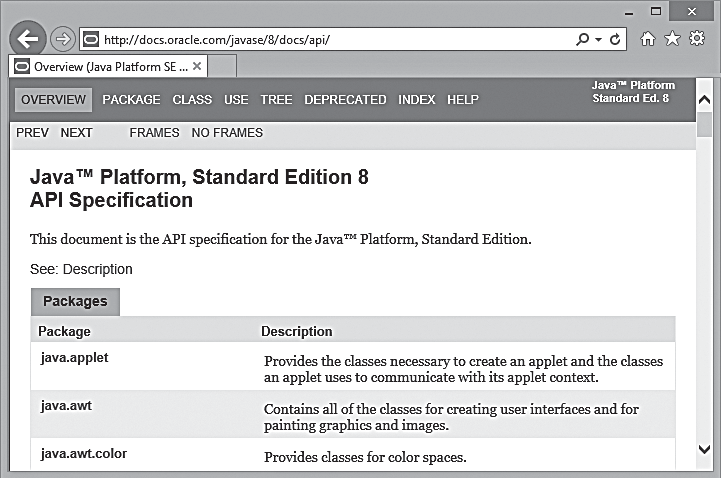 http://docs.oracle.com/javase/8/docs/api/
Overview (Java Platform SE ...
OVERVIEW PACKAGE CLASS USE TREE DEPRECATED INDEX HELP
Java™ Platform
Standard Ed. 8
PREV NEXT FRAMES NO FRAMES
Java™ Platform, Standard Edition 8
API Specification
This document is the API specification for the Java™ Platform, Standard Edition.
See: Description
Packages
Package Description
java.applet Provides the classes necessary to create an applet and the classes
an applet uses to communicate with its applet context.
java.awt Contains all of the classes for creating user interfaces and for
painting graphics and images.
java.awt.color Provides classes for color spaces.